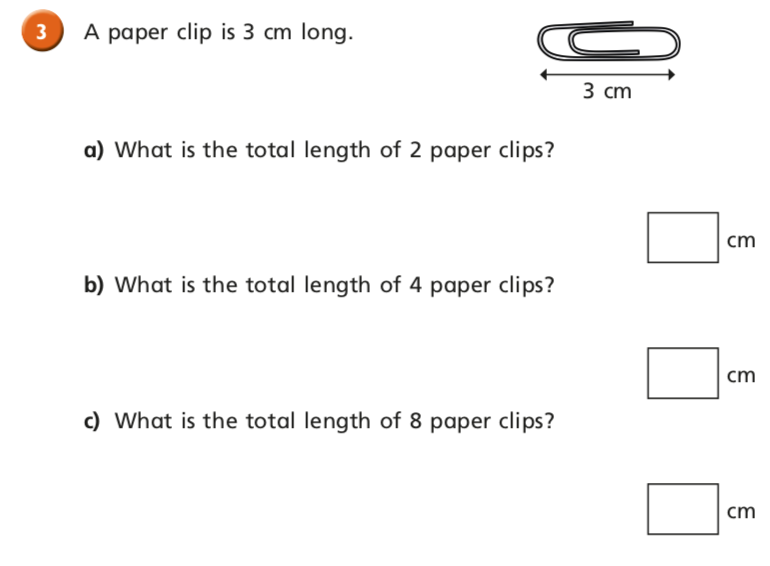 3 A paper clip is 3 cm long.
3 cm
a) What is the total length of 2 paper clips?
cm
b) What is the total length of 4 paper clips?
cm
c) What is the total length of 8 paper clips?
cm